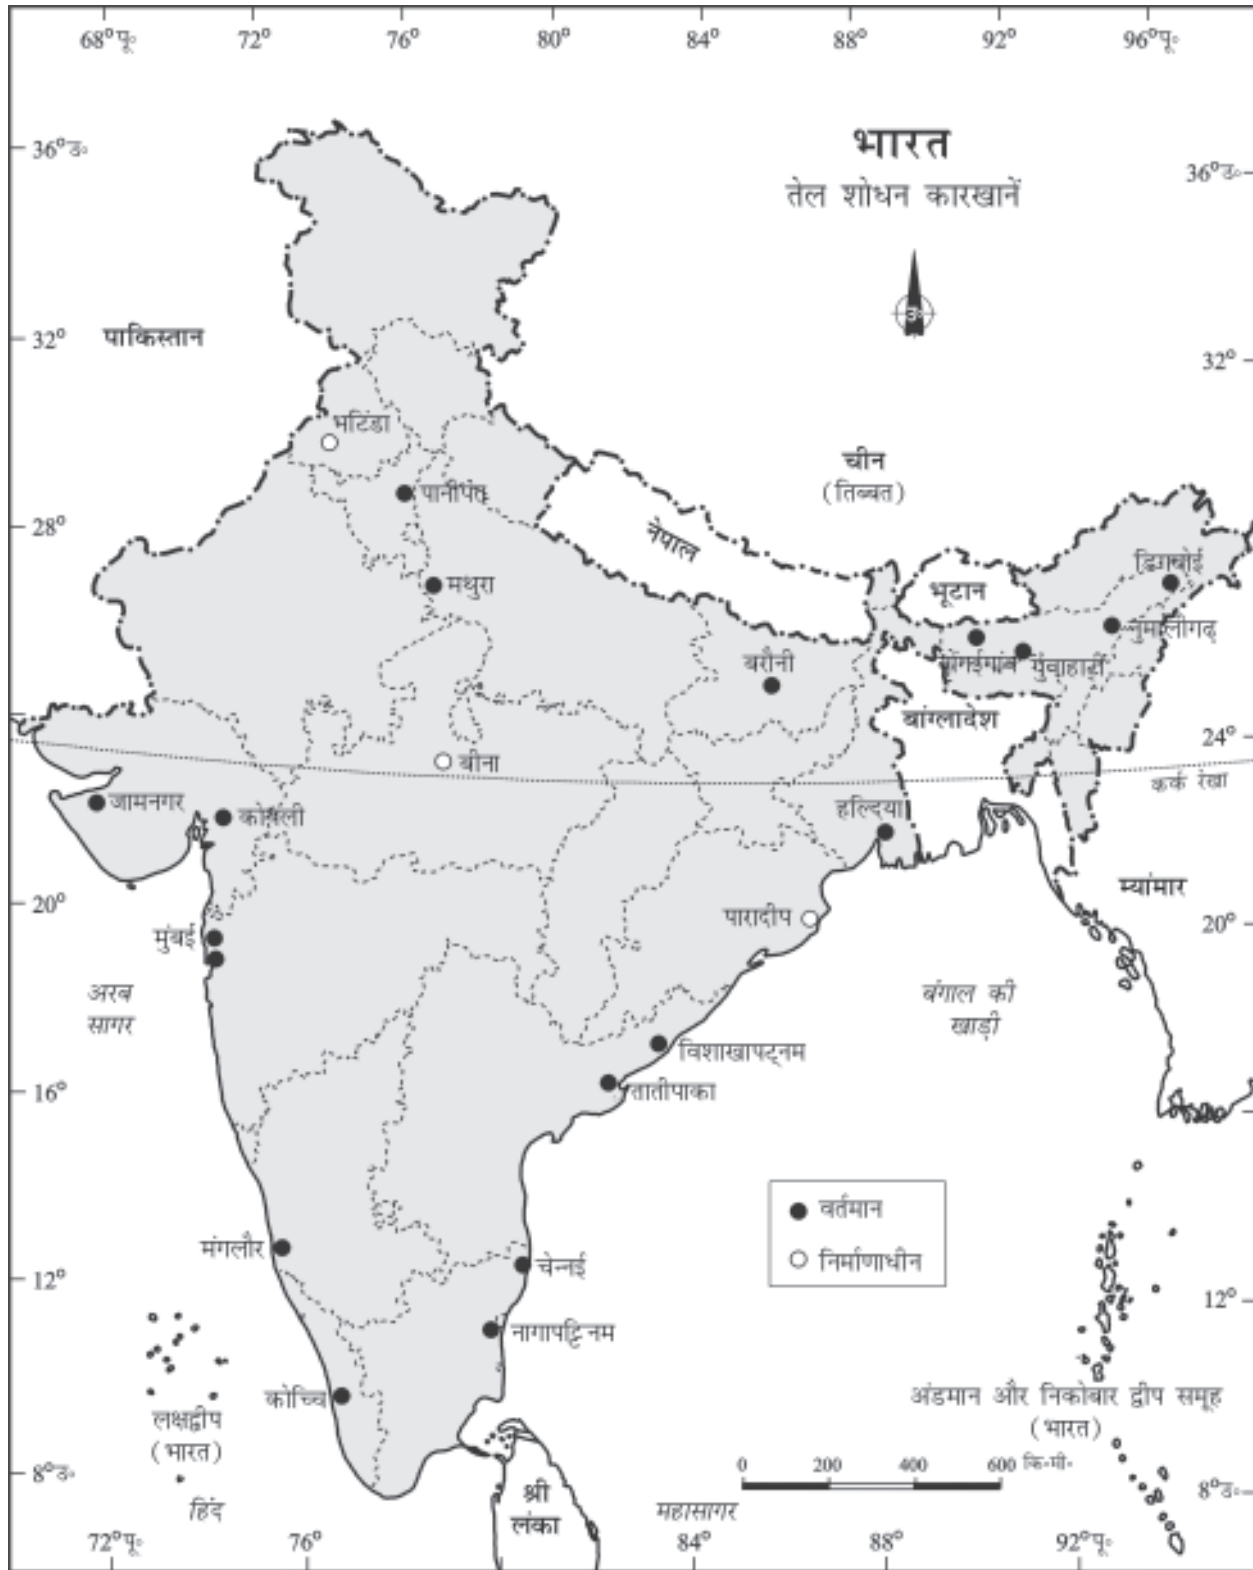 68°पू॰ 72° 76° 80° 84° 88° 92° 96°पू॰
भारत
तेल शोधन कारखानें
36°उ॰
36°उ॰
उ॰
पाकिस्तान
32°
32°
भटिंडा
चीन
(तिब्बत)
पानीपत
28°
नेपाल
डिगबोई
मथुरा
भूटान
नुमालीगढ़
बरौनी
बोंगईगांव गुवाहाटी
बांग्लादेश
24°
बीना
कर्क रेखा
जामनगर
कोयली
हल्दिया
म्यांमार
20°
20°
पारादीप
मुंबई
अरब
सागर
बंगाल की
खाड़ी
विशाखापट्नम
तातीपाका
16°
वर्तमान
निर्माणाधीन
मंगलौर
चेन्नई
12°
12°
नागापट्टिनम
कोच्चि
अंडमान और निकोबार द्वीप समूह
(भारत)
लक्षद्वीप
(भारत)
0 200 400 600 कि॰मी॰
8°उ॰
8°उ॰
श्री
लंका
हिंद
महासागर
72°पू॰ 76° 84° 88° 92°पू॰